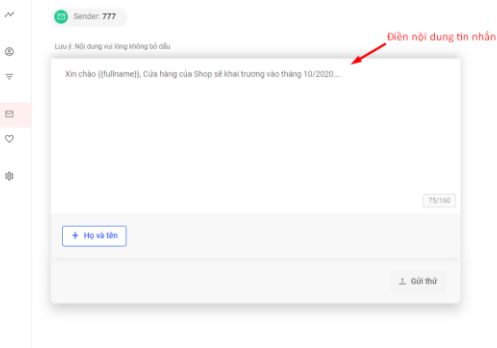 Sender: 777
Điền nội dung tin nhắn
Lưu ý: Nội dung vui lòng không bỏ dấu
Xin chào {{fullname}}, Cửa hàng của Shop sẽ khai trương vào tháng 10/2020...
75/160
+ Họ và tên
Gửi thử